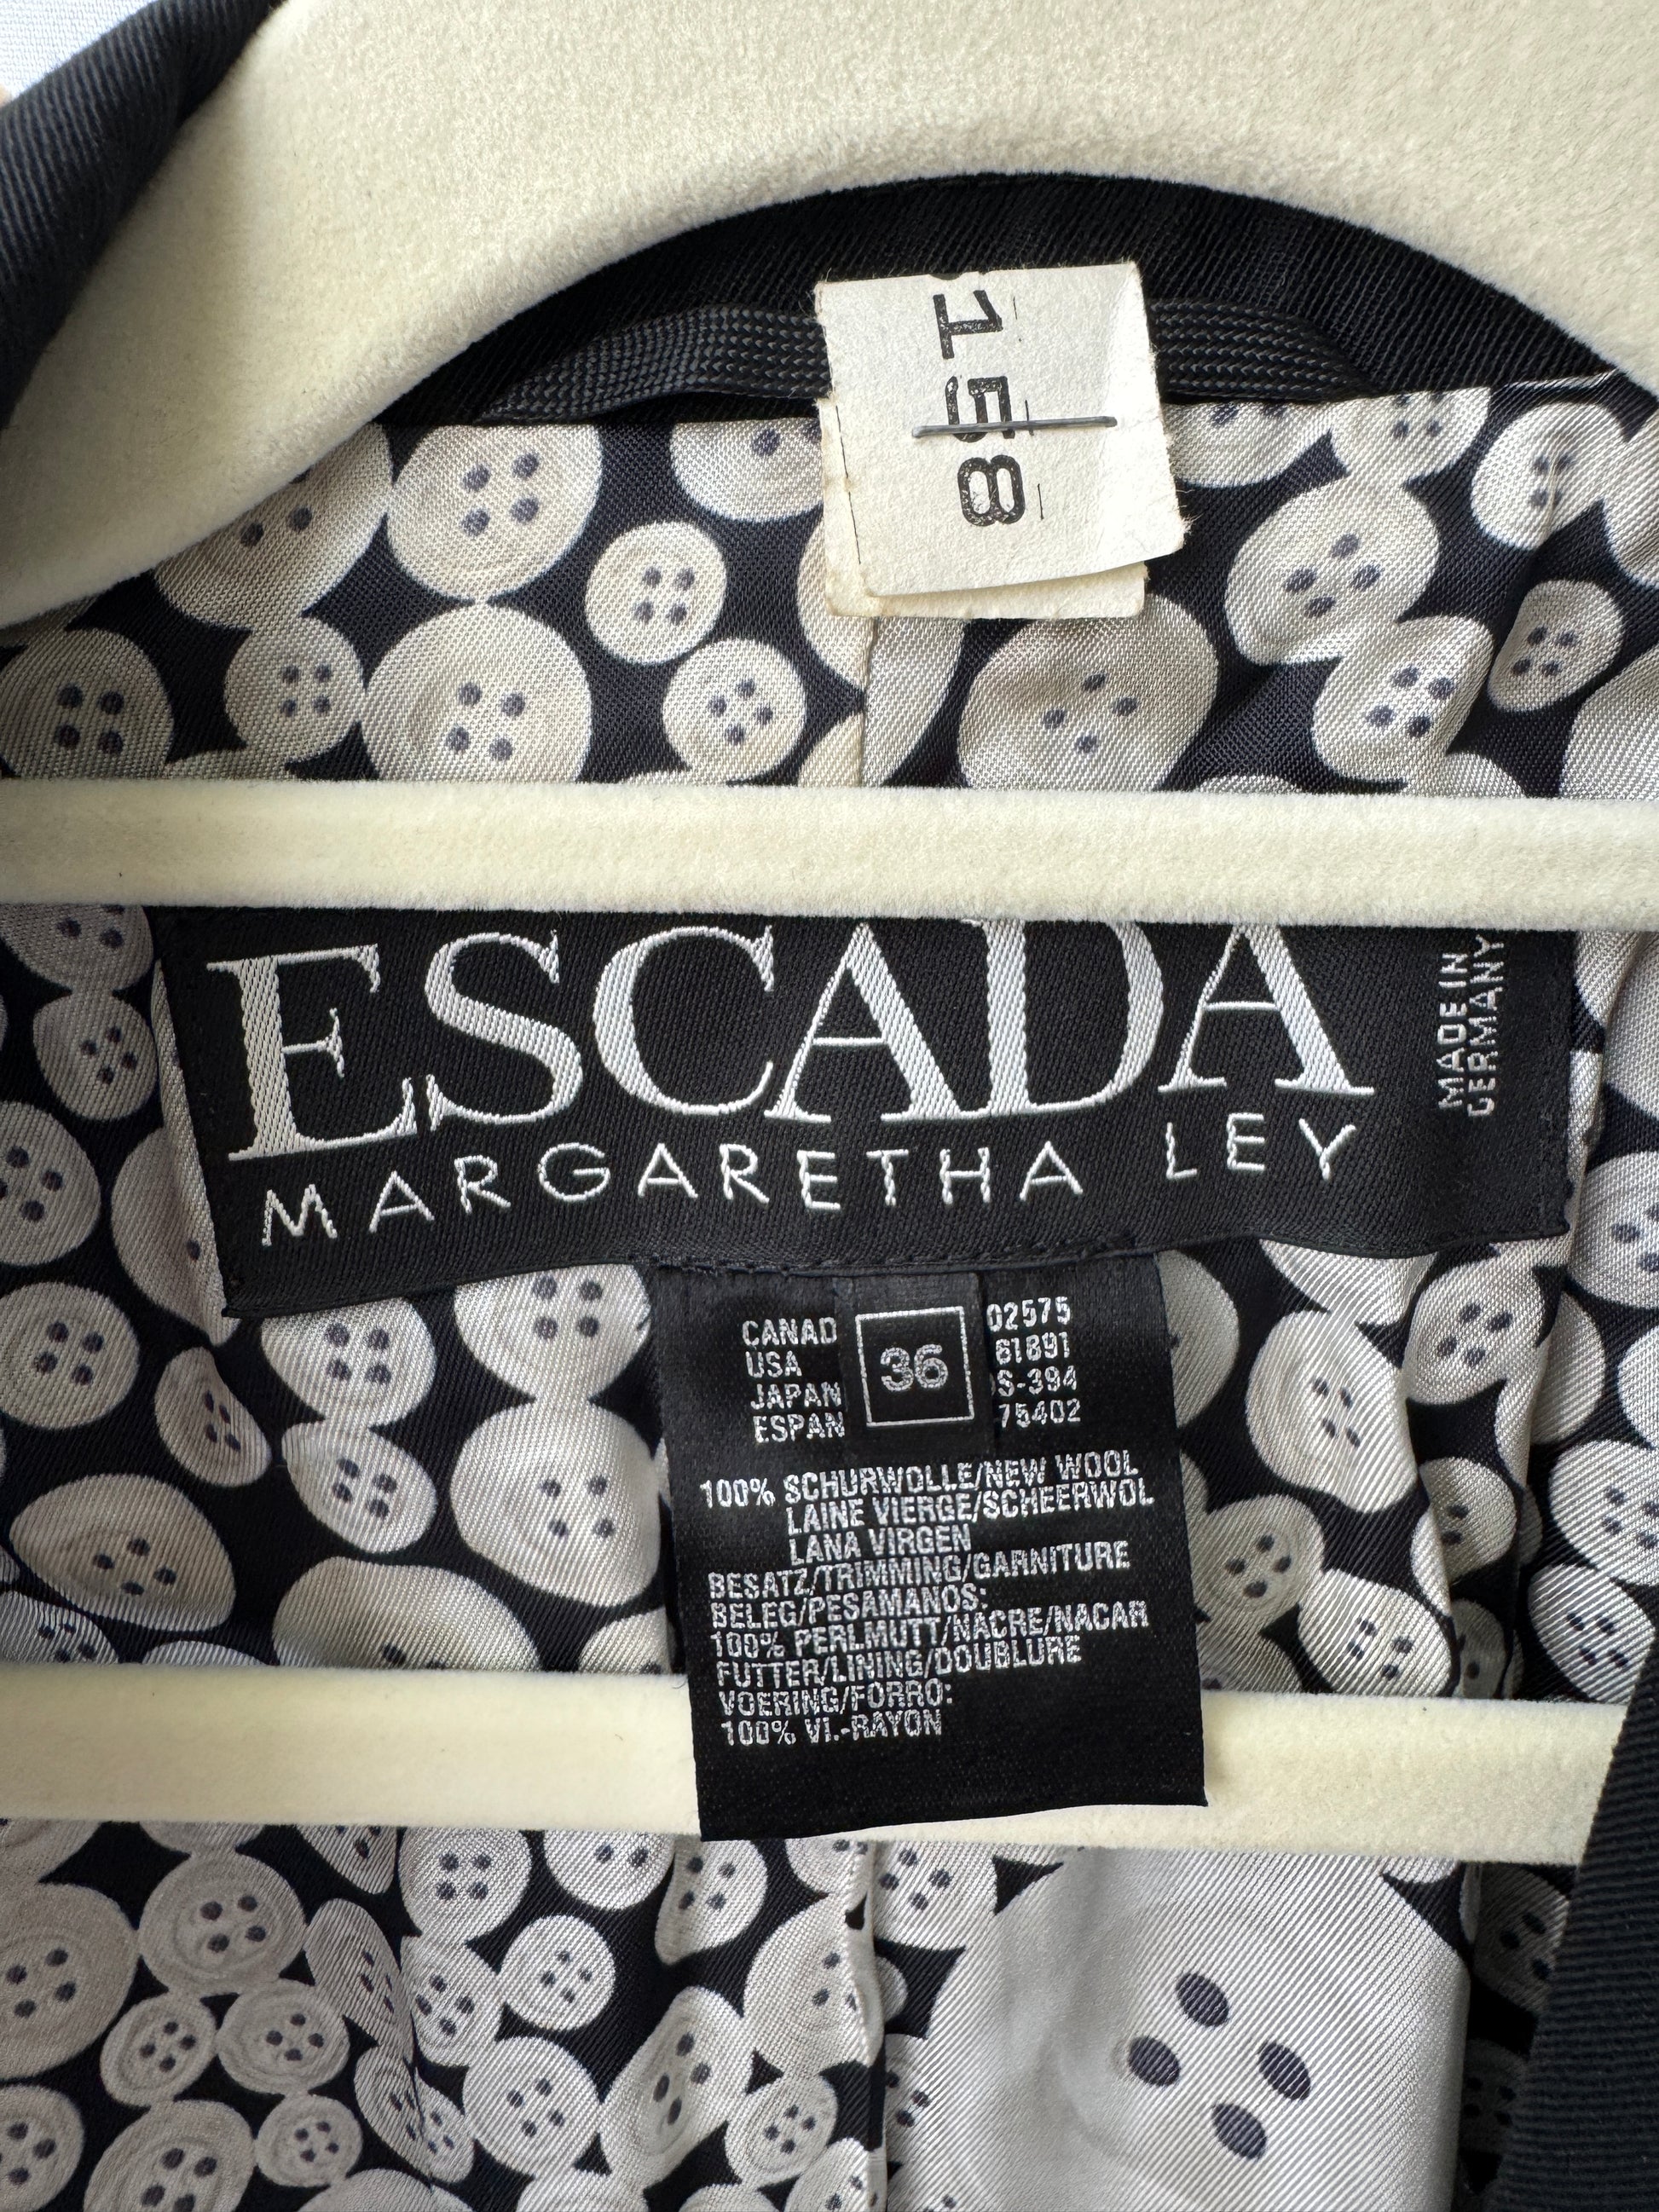 158
ESCADA
MARGARETHA LEY
MADE IN
GERMANY
36
CANAD 02575
USA 61891
JAPAN S-394
ESPAN 75402
100% SCHURWOLLE/NEW WOOL
LAINE VIERGE/SCHEERWOL
LANA VIRGEN
BESATZ/TRIMMING/GARNITURE
BELEG/PESAMANOS:
100% PERLMUTT/NACRE/NACAR
FUTTER/LINING/DOUBLURE
VOERING/FORRO:
100% VI.-RAYON